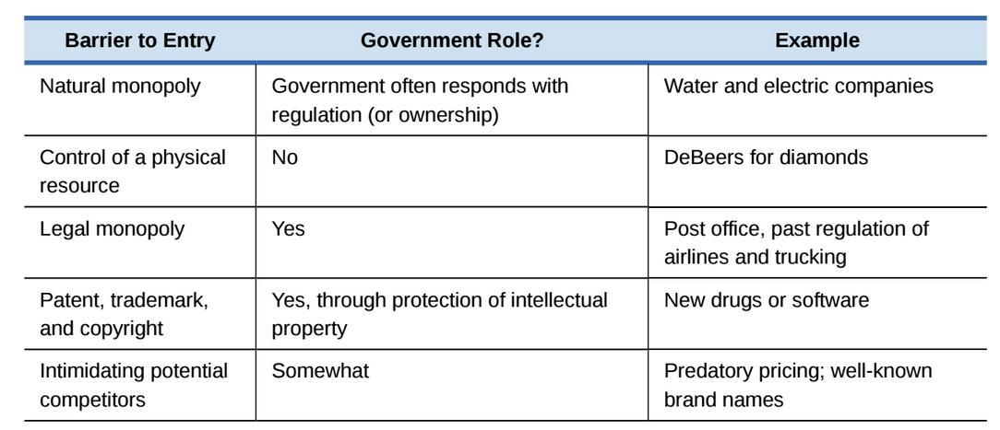 Barrier to Entry
Government Role?
Example
Natural monopoly
Government often responds with
regulation (or ownership)
Water and electric companies
Control of a physical
resource
No
DeBeers for diamonds
Legal monopoly
Yes
Post office, past regulation of
airlines and trucking
Patent, trademark,
and copyright
Yes, through protection of intellectual
property
New drugs or software
Intimidating potential
competitors
Somewhat
Predatory pricing; well-known
brand names